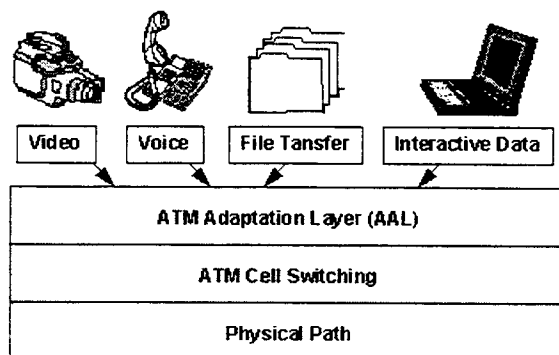 Video
Voice
File Tansfer
Interactive Data
ATM Adaptation Layer (AAL)
ATM Cell Switching
Physical Path